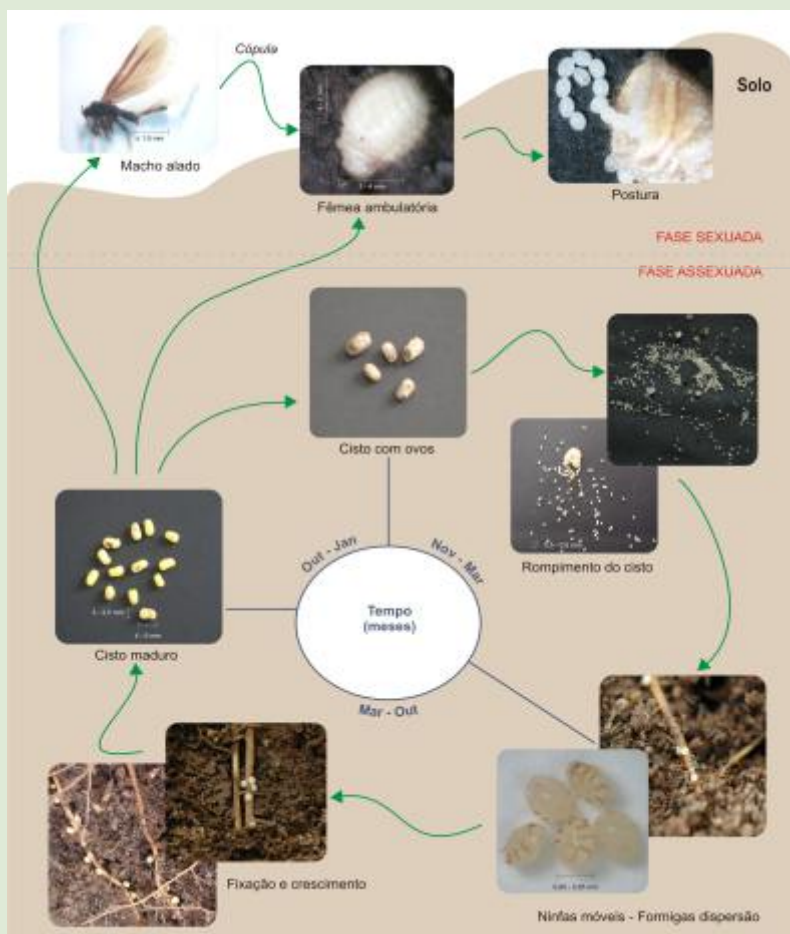 Cópula
Solo
Macho alado
Fêmea ambulatória
Postura
FASE SEXUADA
FASE ASSEXUADA
Cisto com ovos
Out - Jan
Nov - Mar
Rompimento do cisto
Tempo
(meses)
Cisto maduro
Mar - Out
Fixação e crescimento
Ninfas móveis - Formigas dispersão